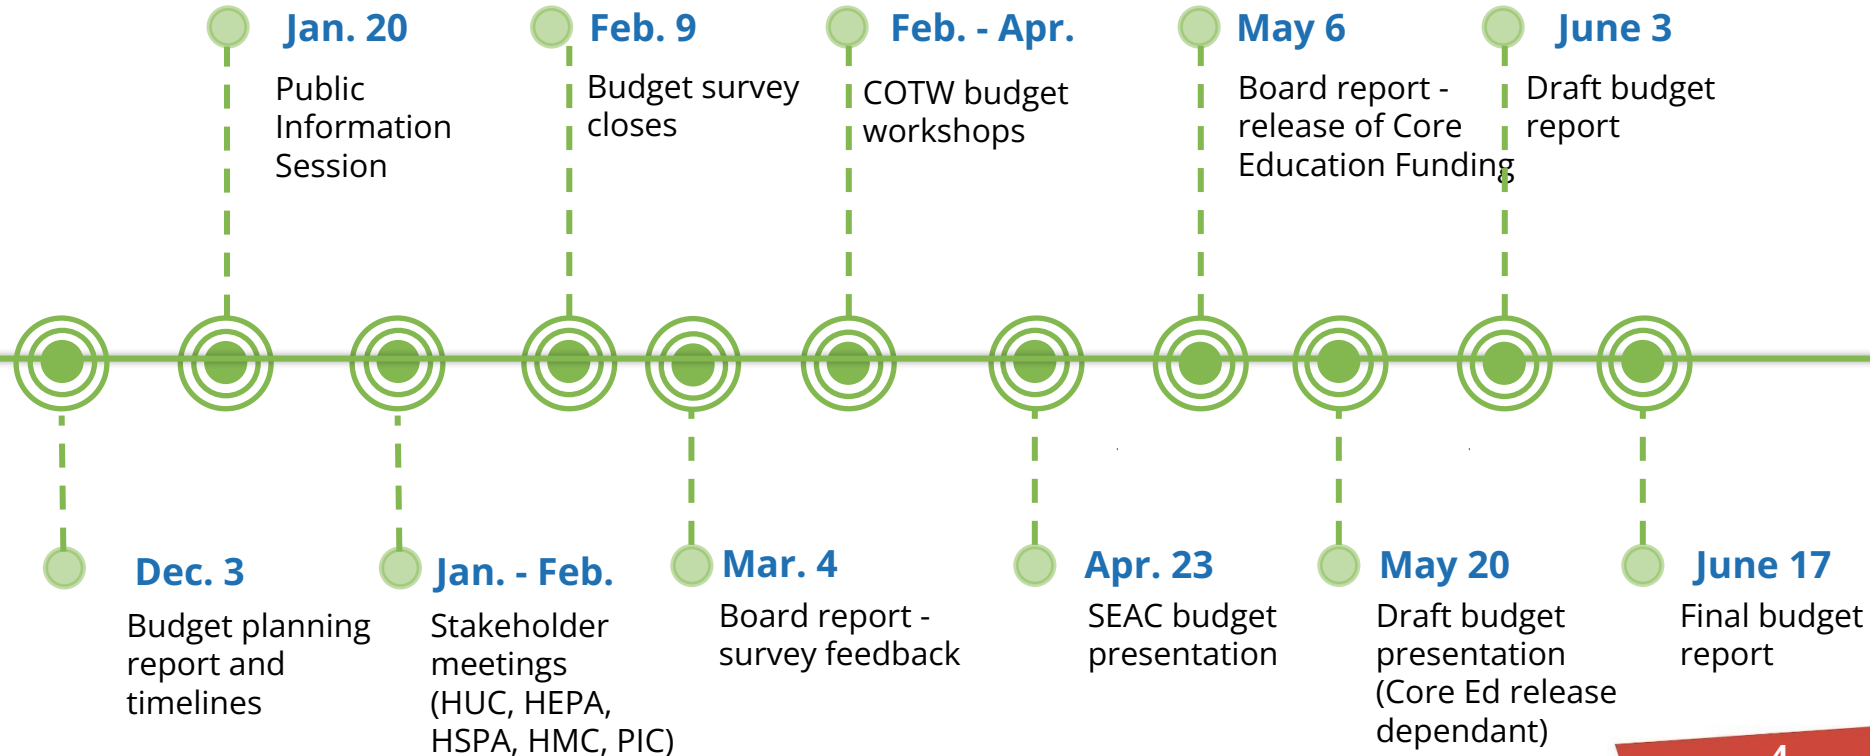 Jan. 20
Public
Information
Session
Feb. 9
Budget survey
closes
Feb. - Apr.
COTW budget
workshops
May 6
Board report -
release of Core
Education Funding
June 3
Draft budget
report
Dec. 3
Budget planning
report and
timelines
Jan. - Feb.
Stakeholder
meetings
(HUC, HEPA,
HSPA, HMC, PIC)
Mar. 4
Board report -
survey feedback
Apr. 23
SEAC budget
presentation
May 20
Draft budget
presentation
(Core Ed release
dependant)
June 17
Final budget
report
4